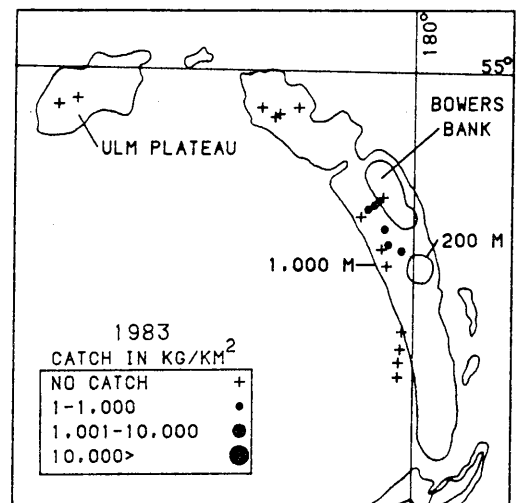 180°
55°
BOWERS
BANK
ULM PLATEAU
200 M
1,000 M
1983
CATCH IN KG/KM²
NO CATCH +
1-1,000
1,001-10,000
10,000>